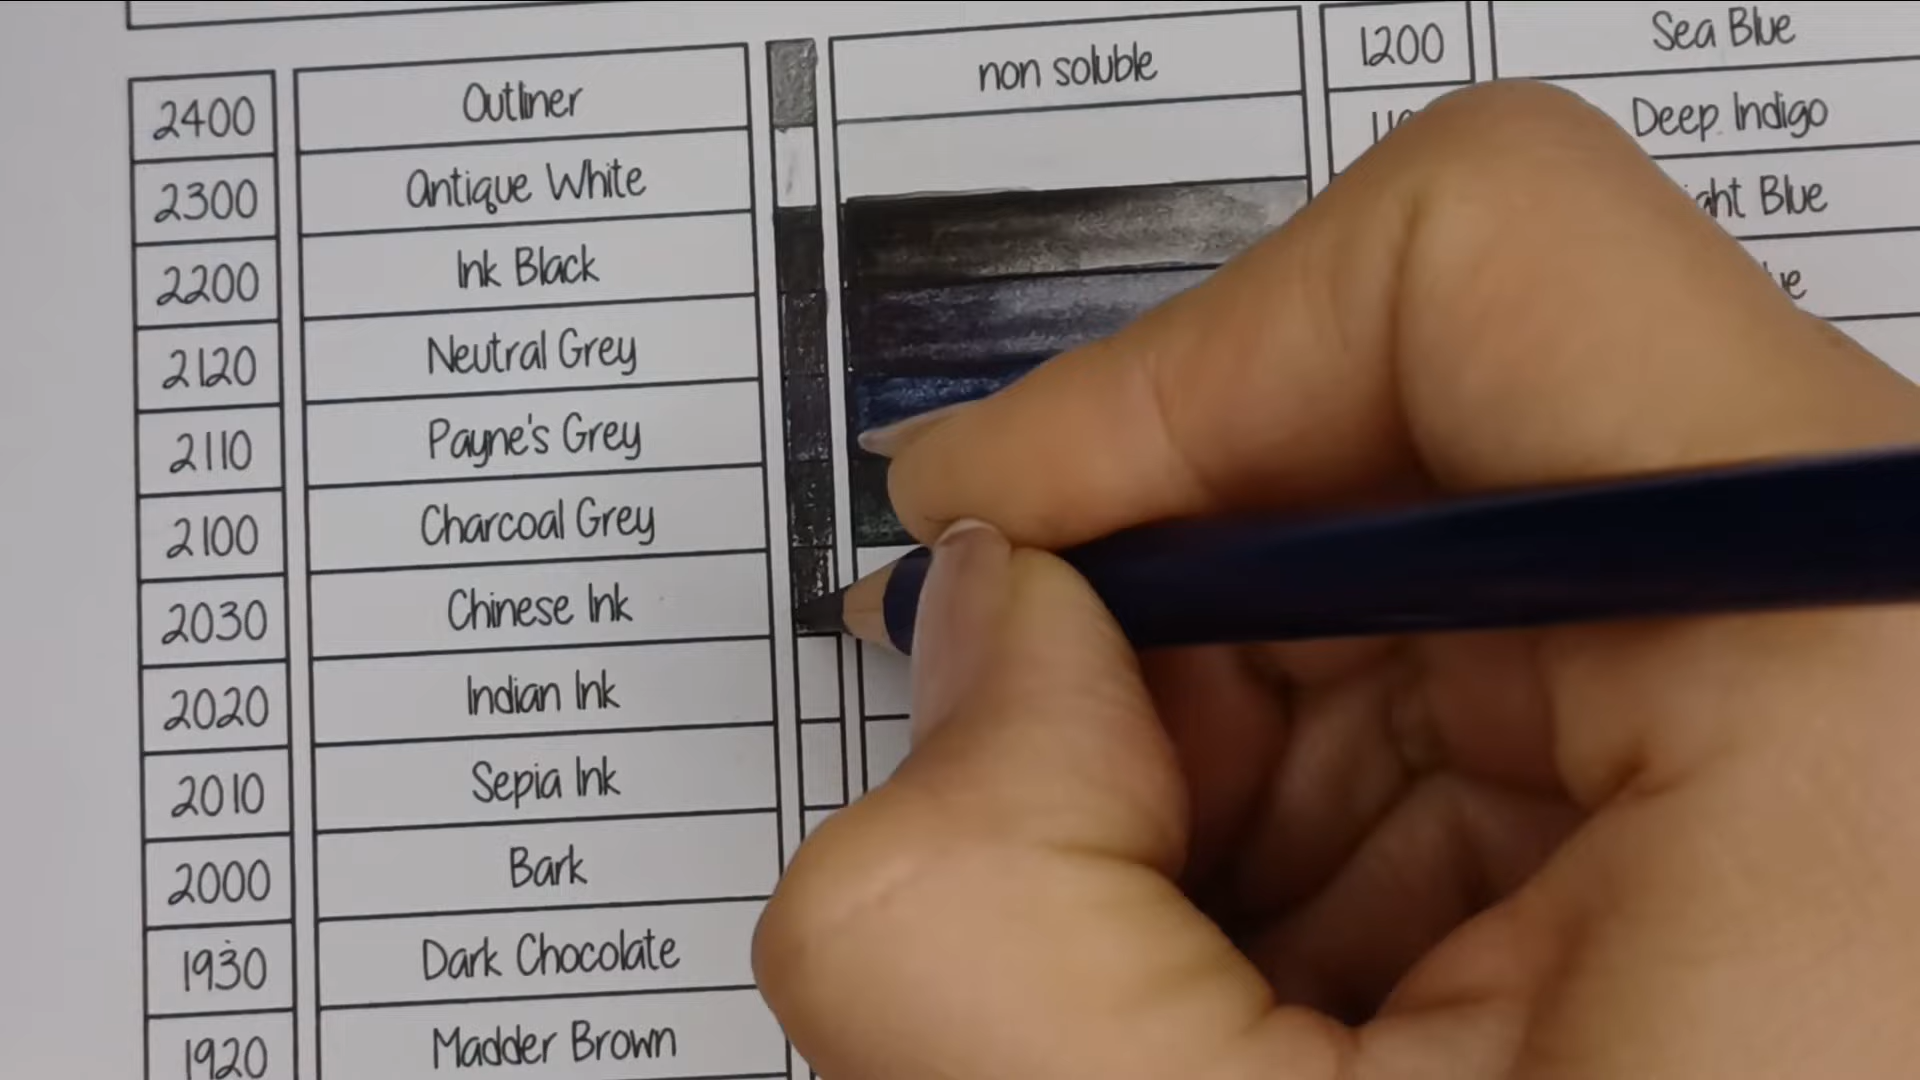 2400 Outliner non soluble 1200 Sea Blue
2300 Antique White Deep Indigo
2200 Ink Black Blue
2120 Neutral Grey
2110 Payne's Grey
2100 Charcoal Grey
2030 Chinese Ink
2020 Indian Ink
2010 Sepia Ink
2000 Bark
1930 Dark Chocolate
1920 Madder Brown